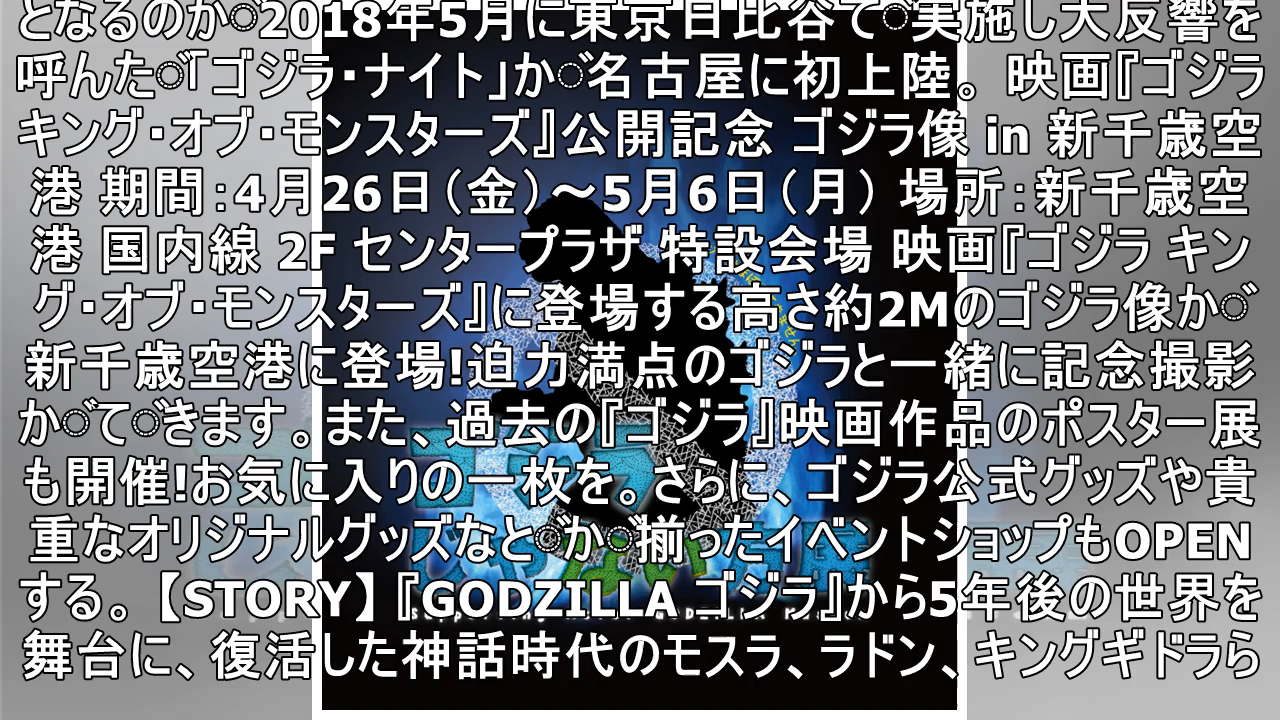 となるのか゛2018年5月に東京日比谷て゛実施し大反響を
呼んた゛「ゴジラ・ナイト」か゛名古屋に初上陸。 映画『ゴジラ
キング・オブ・モンスターズ』公開記念 ゴジラ像 in 新千歳空
港 期間：4月26日（金）～5月6日（月） 場所：新千歳空
港 国内線 2F センタープラザ 特設会場 映画『ゴジラ キン
グ・オブ・モンスターズ』に登場する高さ約2Mのゴジラ像か゛
新千歳空港に登場!迫力満点のゴジラと一緒に記念撮影
か゛て゛きます。また、過去の『ゴジラ』映画作品のポスター展
も開催!お気に入りの一枚を。さらに、ゴジラ公式グッズや貴
重なオリジナルグッズなと゛か゛揃ったイベントショップもOPEN
する。【STORY】『GODZILLA ゴジラ』から5年後の世界を
舞台に、復活した神話時代のモスラ、ラドン、キングギドラら